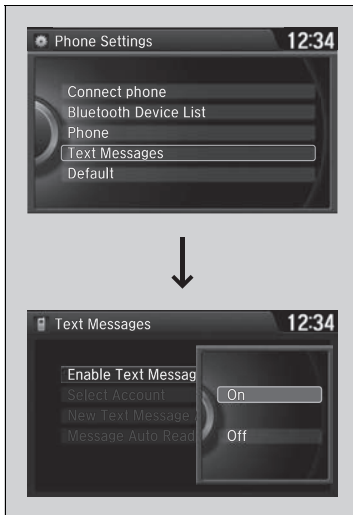 Phone Settings 12:34
Connect phone
Bluetooth Device List
Phone
Text Messages
Default
Text Messages 12:34
Enable Text Messag
Select Account
On
New Text Message
Message Auto Read
Off